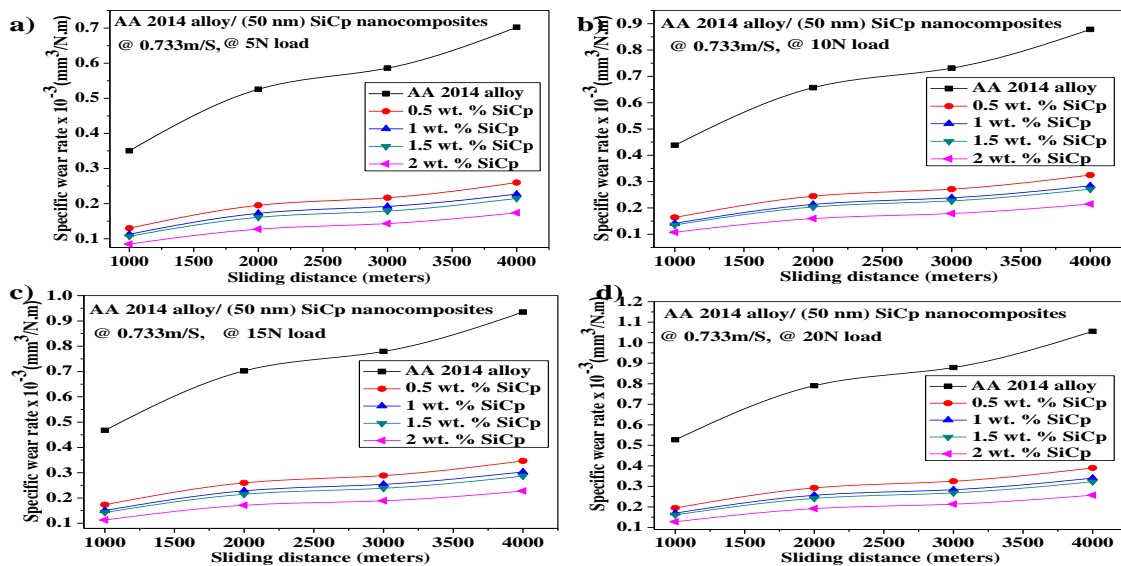 a)
AA 2014 alloy/ (50 nm) SiCp nanocomposites
@ 0.733m/S, @ 5N load
Specific wear rate x 10^-3 (mm^3/N.m)
0.7
0.6
0.5
0.4
0.3
0.2
0.1
AA 2014 alloy
0.5 wt. % SiCp
1 wt. % SiCp
1.5 wt. % SiCp
2 wt. % SiCp
1000 1500 2000 2500 3000 3500 4000
Sliding distance (meters)
b)
AA 2014 alloy/ (50 nm) SiCp nanocomposites
@ 0.733m/S, @ 10N load
Specific wear rate x 10^-3 (mm^3/N.m)
0.9
0.8
0.7
0.6
0.5
0.4
0.3
0.2
0.1
AA 2014 alloy
0.5 wt. % SiCp
1 wt. % SiCp
1.5 wt. % SiCp
2 wt. % SiCp
1000 1500 2000 2500 3000 3500 4000
Sliding distance (meters)
c)
AA 2014 alloy/ (50 nm) SiCp nanocomposites
@ 0.733m/S, @ 15N load
Specific wear rate x 10^-3 (mm^3/N.m)
1.0
0.9
0.8
0.7
0.6
0.5
0.4
0.3
0.2
0.1
AA 2014 alloy
0.5 wt. % SiCp
1 wt. % SiCp
1.5 wt. % SiCp
2 wt. % SiCp
1000 1500 2000 2500 3000 3500 4000
Sliding distance (meters)
d)
AA 2014 alloy/ (50 nm) SiCp nanocomposites
@ 0.733m/S, @ 20N load
Specific wear rate x 10^-3 (mm^3/N.m)
1.2
1.1
1.0
0.9
0.8
0.7
0.6
0.5
0.4
0.3
0.2
0.1
AA 2014 alloy
0.5 wt. % SiCp
1 wt. % SiCp
1.5 wt. % SiCp
2 wt. % SiCp
1000 1500 2000 2500 3000 3500 4000
Sliding distance (meters)